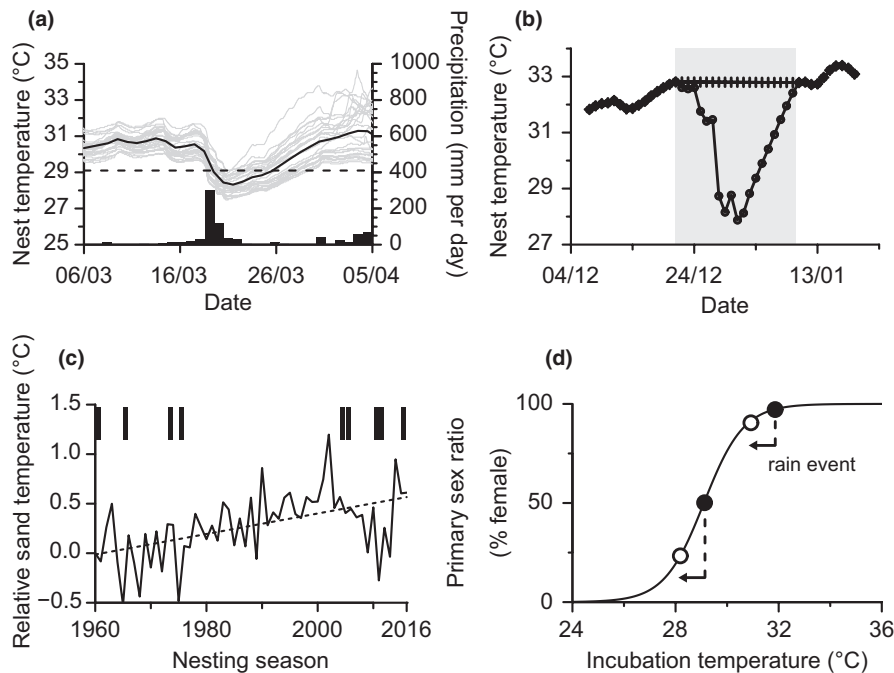 (a)
Nest temperature (°C)
35
33
31
29
27
25
1000
800
600
400
200
0
Precipitation (mm per day)
06/03 16/03 26/03 05/04
Date
(b)
Nest temperature (°C)
33
32
29
27
04/12 24/12 13/01
Date
(c)
Relative sand temperature (°C)
1.5
1.0
0.5
0.0
−0.5
1960 1980 2000 2016
Nesting season
(d)
Primary sex ratio
(% female)
100
50
0
rain event
24 28 32 36
Incubation temperature (°C)